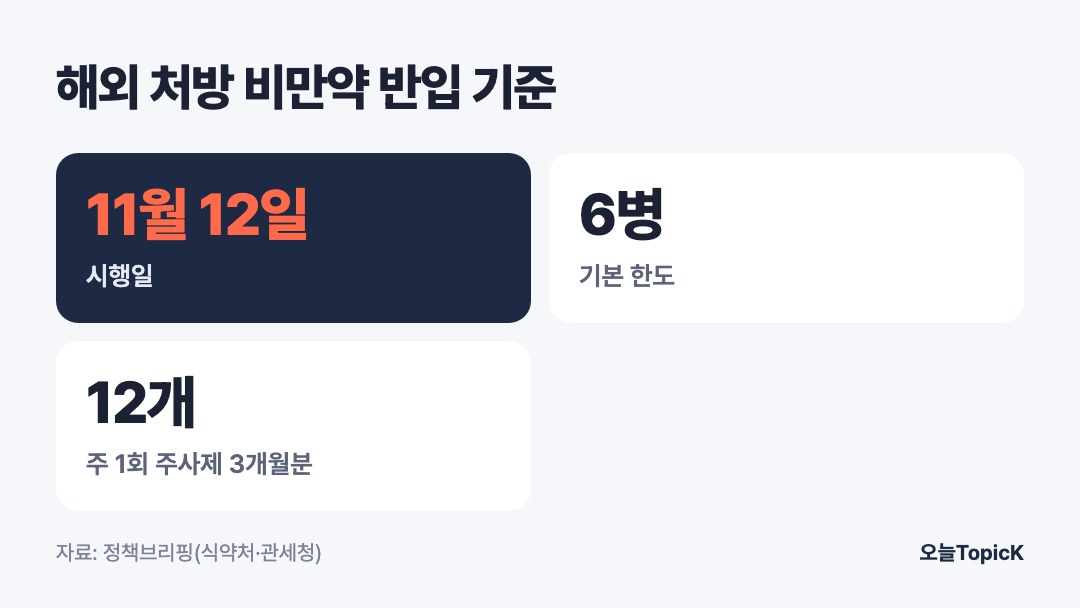 해외 처방 비만약 반입 기준
11월 12일
시행일
6병
기본 한도
12개
주 1회 주사제 3개월분
자료: 정책브리핑(식약처·관세청)
오늘TopicK